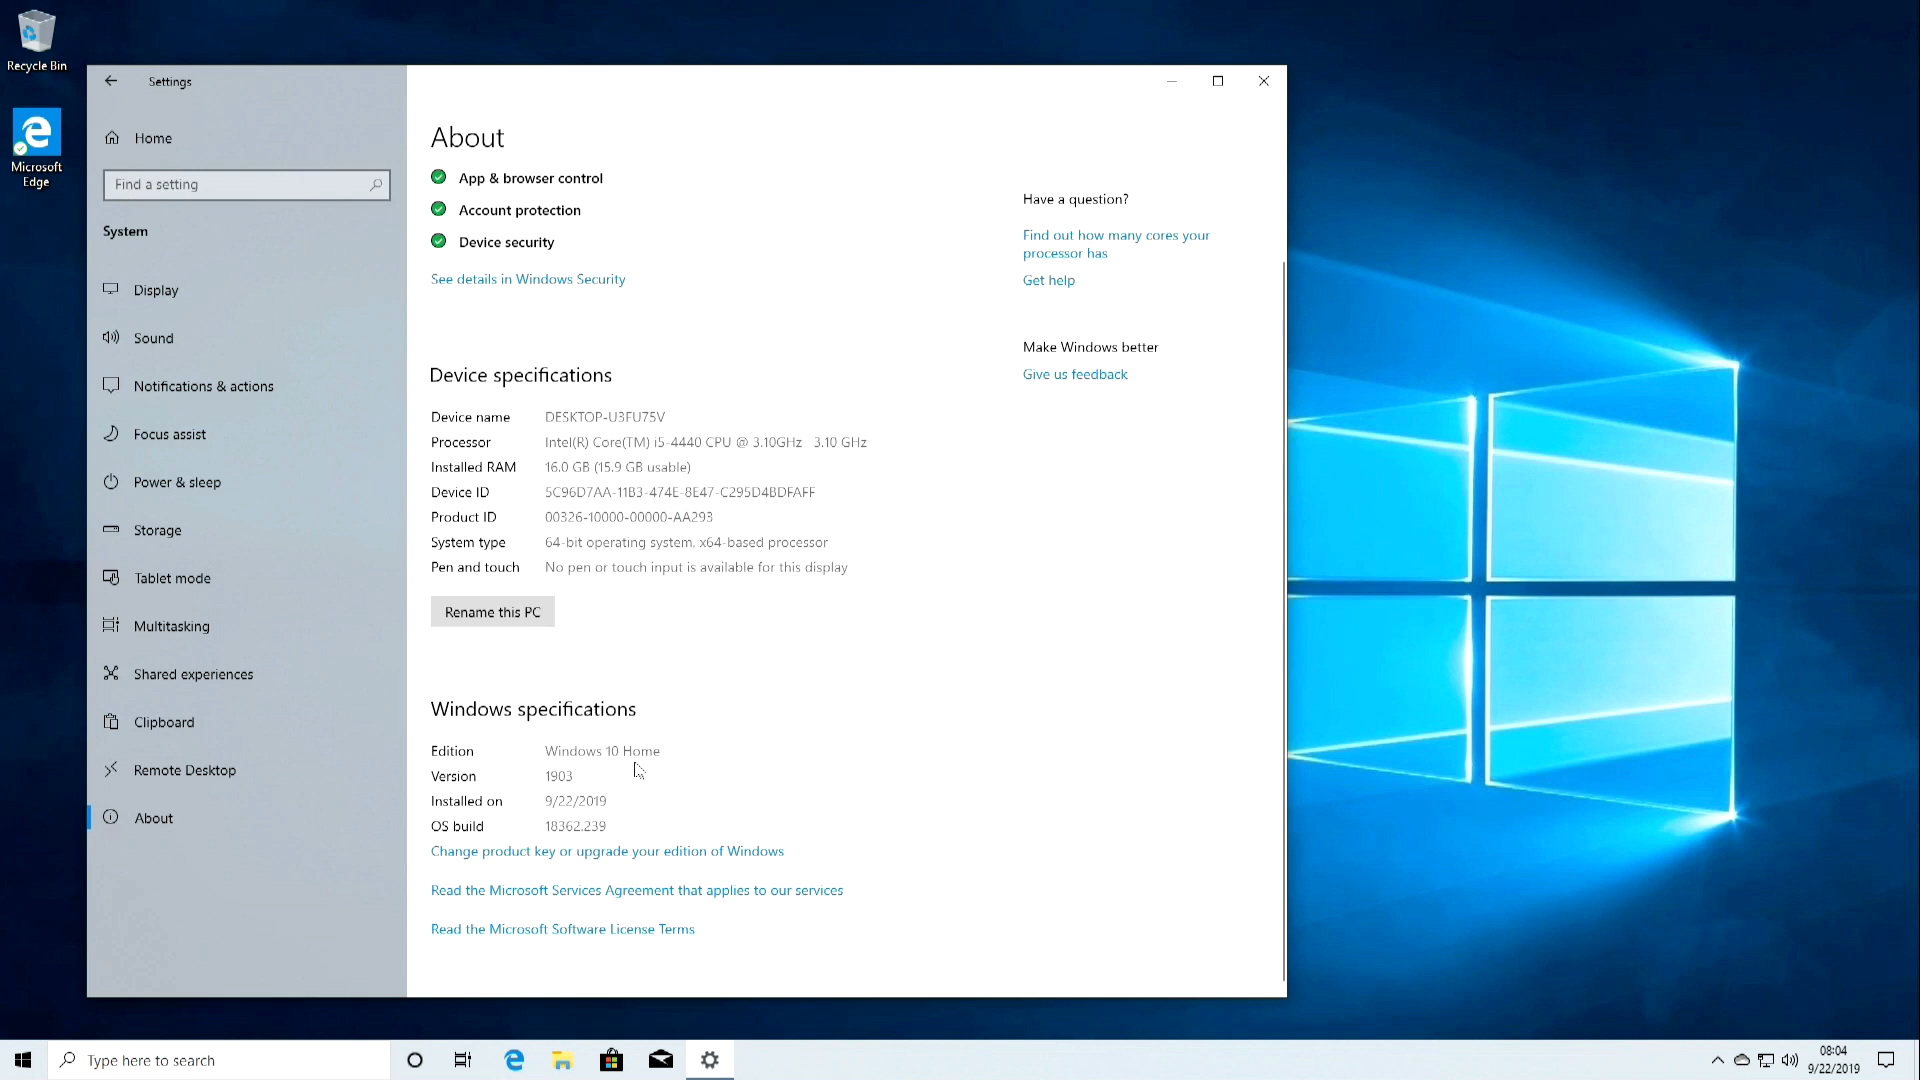 Recycle Bin
Microsoft
Edge
Settings
Home
Find a setting
System
Display
Sound
Notifications & actions
Focus assist
Power & sleep
Storage
Tablet mode
Multitasking
Shared experiences
Clipboard
Remote Desktop
About
About
App & browser control
Account protection
Device security
See details in Windows Security
Device specifications
Device name DESKTOP-U3FU75V
Processor Intel(R) Core(TM) i5-4440 CPU @ 3.10GHz 3.10 GHz
Installed RAM 16.0 GB (15.9 GB usable)
Device ID 5C96D7AA-11B3-474E-8E47-C295D4BDFAFF
Product ID 00326-10000-00000-AA293
System type 64-bit operating system, x64-based processor
Pen and touch No pen or touch input is available for this display
Rename this PC
Windows specifications
Edition Windows 10 Home
Version 1903
Installed on 9/22/2019
OS build 18362.239
Change product key or upgrade your edition of Windows
Read the Microsoft Services Agreement that applies to our services
Read the Microsoft Software License Terms
Have a question?
Find out how many cores your
processor has
Get help
Make Windows better
Give us feedback
Type here to search
08:04
9/22/2019